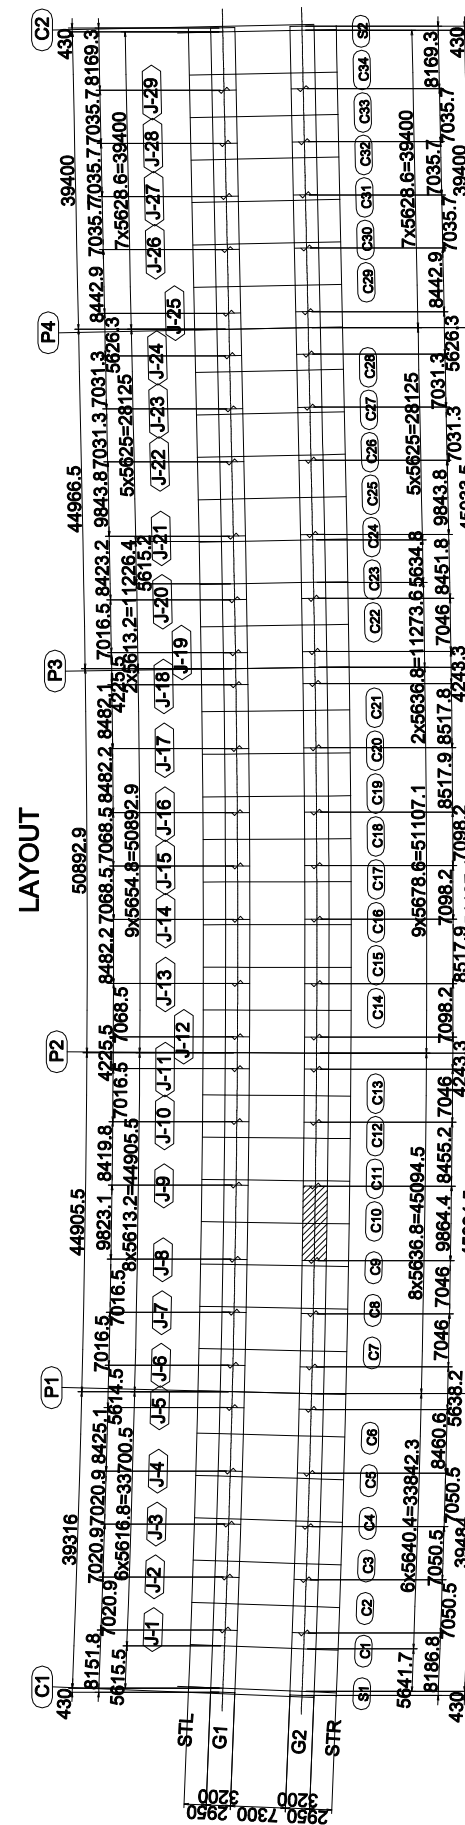 LAYOUT
C1 P1 P2 P3 P4 C2
430 39316 44905.5 50892.9 44966.5 39400 430
8151.8 7020.9 7020.9 7020.9 8425.1 5614.5 7016.5 7016.5 9823.1 8419.8 7016.5 4225.5 7068.5 8482.2 7068.5 7068.5 8482.2 8482.1 4225.5 7016.5 8423.2 9843.8 7031.3 7031.3 5626.3 8442.9 7035.7 7035.7 7035.7 8169.3
5615.5 6x5616.8=33700.5 8x5613.2=44905.5 9x5654.8=50892.9 2x5613.2=11226.4 5615.2 5x5625=28125 7x5628.6=39400
J-1 J-2 J-3 J-4 J-5 J-6 J-7 J-8 J-9 J-10 J-11 J-12 J-13 J-14 J-15 J-16 J-17 J-18 J-19 J-20 J-21 J-22 J-23 J-24 J-25 J-26 J-27 J-28 J-29
STL
G1
G2
STR
2950 3200 7300 3200 2950
S1 C1 C2 C3 C4 C5 C6 C7 C8 C9 C10 C11 C12 C13 C14 C15 C16 C17 C18 C19 C20 C21 C22 C23 C24 C25 C26 C27 C28 C29 C30 C31 C32 C33 C34 S2
5641.7 6x5640.4=33842.3 8x5636.8=45094.5 9x5678.6=51107.1 2x5636.8=11273.6 5634.8 5x5625=28125 7x5628.6=39400
8186.8 7050.5 7050.5 7050.5 8460.6 5638.2 7046 7046 9864.4 8455.2 7046 4243.3 7098.2 8517.9 7098.2 7098.2 8517.9 8517.8 4243.3 7046 8451.8 9843.8 7031.3 7031.3 5626.3 8442.9 7035.7 7035.7 7035.7 8169.3
430 39400 430